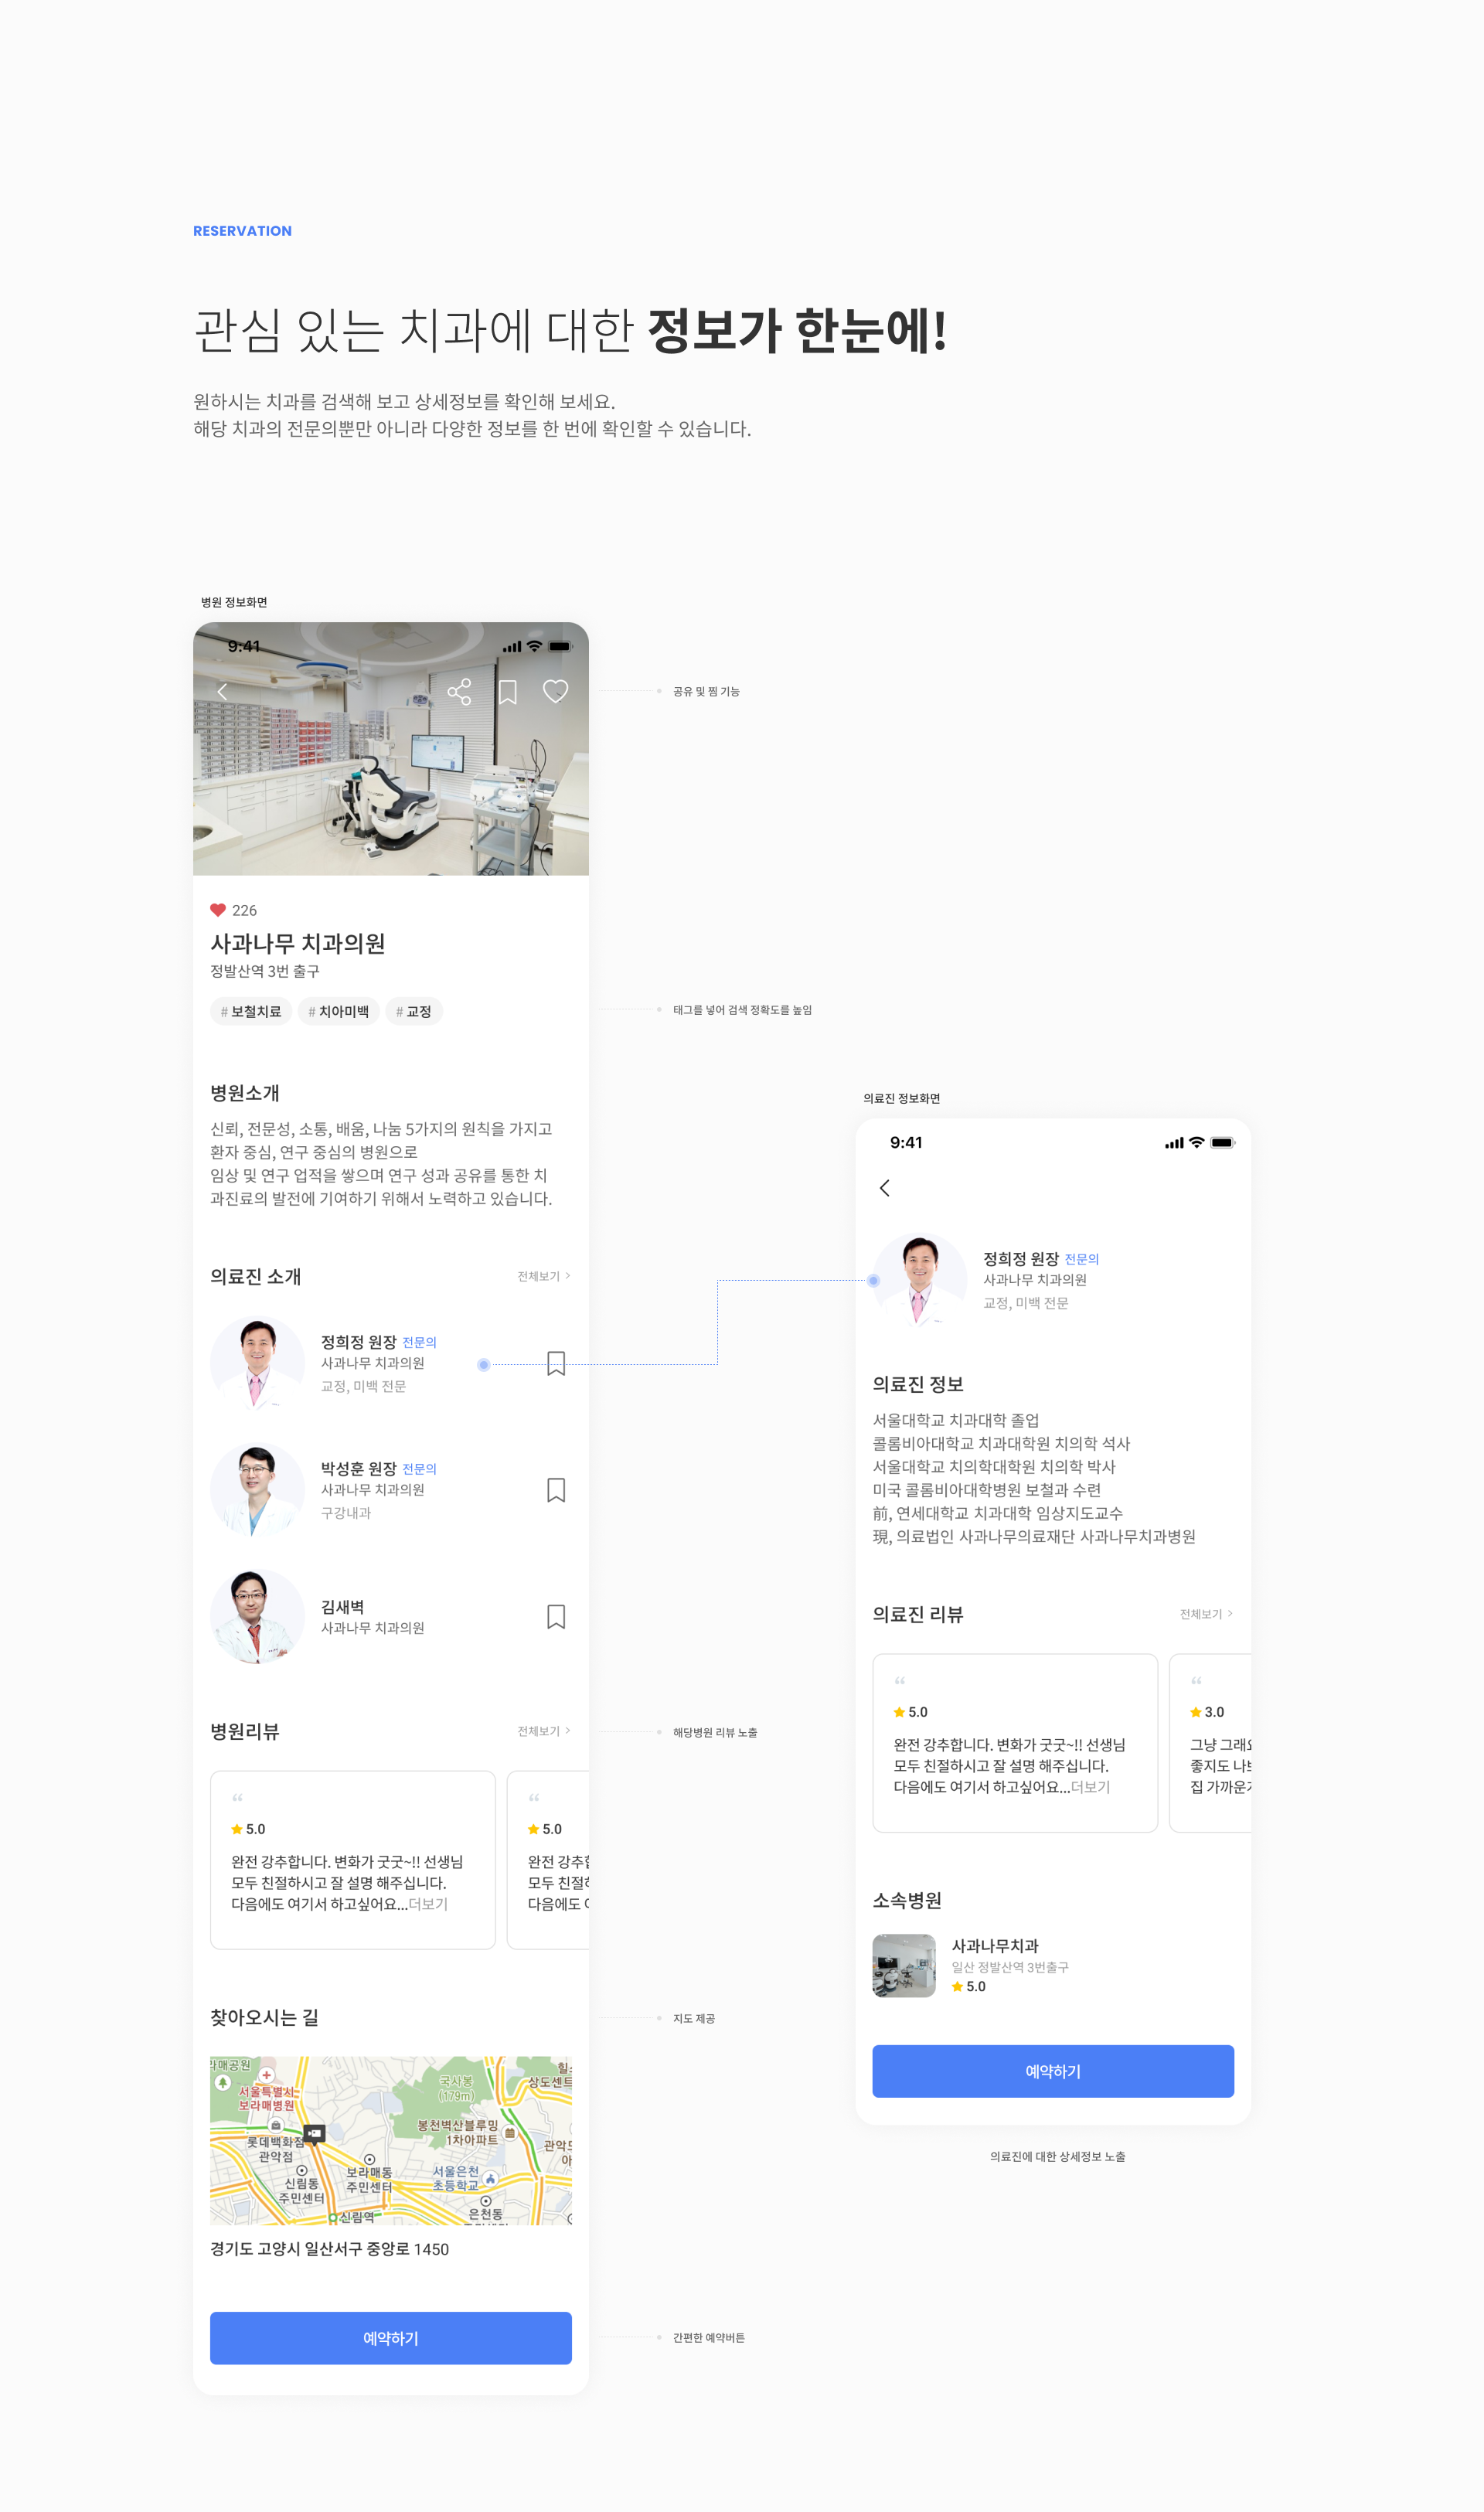 RESERVATION
관심 있는 치과에 대한 정보가 한눈에!
원하시는 치과를 검색해 보고 상세정보를 확인해 보세요.
해당 치과의 전문의뿐만 아니라 다양한 정보를 한 번에 확인할 수 있습니다.
병원 정보화면
9:41
공유 및 찜 기능
226
사과나무 치과의원
정발산역 3번 출구
# 보철치료
# 치아미백
# 교정
태그를 넣어 검색 정확도를 높임
병원소개
신뢰, 전문성, 소통, 배움, 나눔 5가지의 원칙을 가지고
환자 중심, 연구 중심의 병원으로
임상 및 연구 업적을 쌓으며 연구 성과 공유를 통한 치
과진료의 발전에 기여하기 위해서 노력하고 있습니다.
의료진 소개
전체보기 >
정희정 원장 전문의
사과나무 치과의원
교정, 미백 전문
박성훈 원장 전문의
사과나무 치과의원
구강내과
김새벽
사과나무 치과의원
병원리뷰
전체보기 >
해당병원 리뷰 노출
“
5.0
완전 강추합니다. 변화가 굿굿~!! 선생님
모두 친절하시고 잘 설명 해주십니다.
다음에도 여기서 하고싶어요...더보기
“
5.0
완전 강추
모두 친절
다음에도
찾아오시는 길
지도 제공
라매공원
서울특별시
보라매병원
국사봉
(179m)
상도센트
롯데백화점
관악점
봉천벽산블루밍
1차아파트
관악드
아
신림동
주민센터
보라매동
주민센터
서울은천
초등학교
신림역
은천동
경기도 고양시 일산서구 중앙로 1450
예약하기
간편한 예약버튼
의료진 정보화면
9:41
정희정 원장 전문의
사과나무 치과의원
교정, 미백 전문
의료진 정보
서울대학교 치과대학 졸업
콜롬비아대학교 치과대학원 치의학 석사
서울대학교 치의학대학원 치의학 박사
미국 콜롬비아대학병원 보철과 수련
前, 연세대학교 치과대학 임상지도교수
現, 의료법인 사과나무의료재단 사과나무치과병원
의료진 리뷰
전체보기 >
“
5.0
완전 강추합니다. 변화가 굿굿~!! 선생님
모두 친절하시고 잘 설명 해주십니다.
다음에도 여기서 하고싶어요...더보기
“
3.0
그냥 그래
좋지도
집 가까운
소속병원
사과나무치과
일산 정발산역 3번출구
5.0
예약하기
의료진에 대한 상세정보 노출